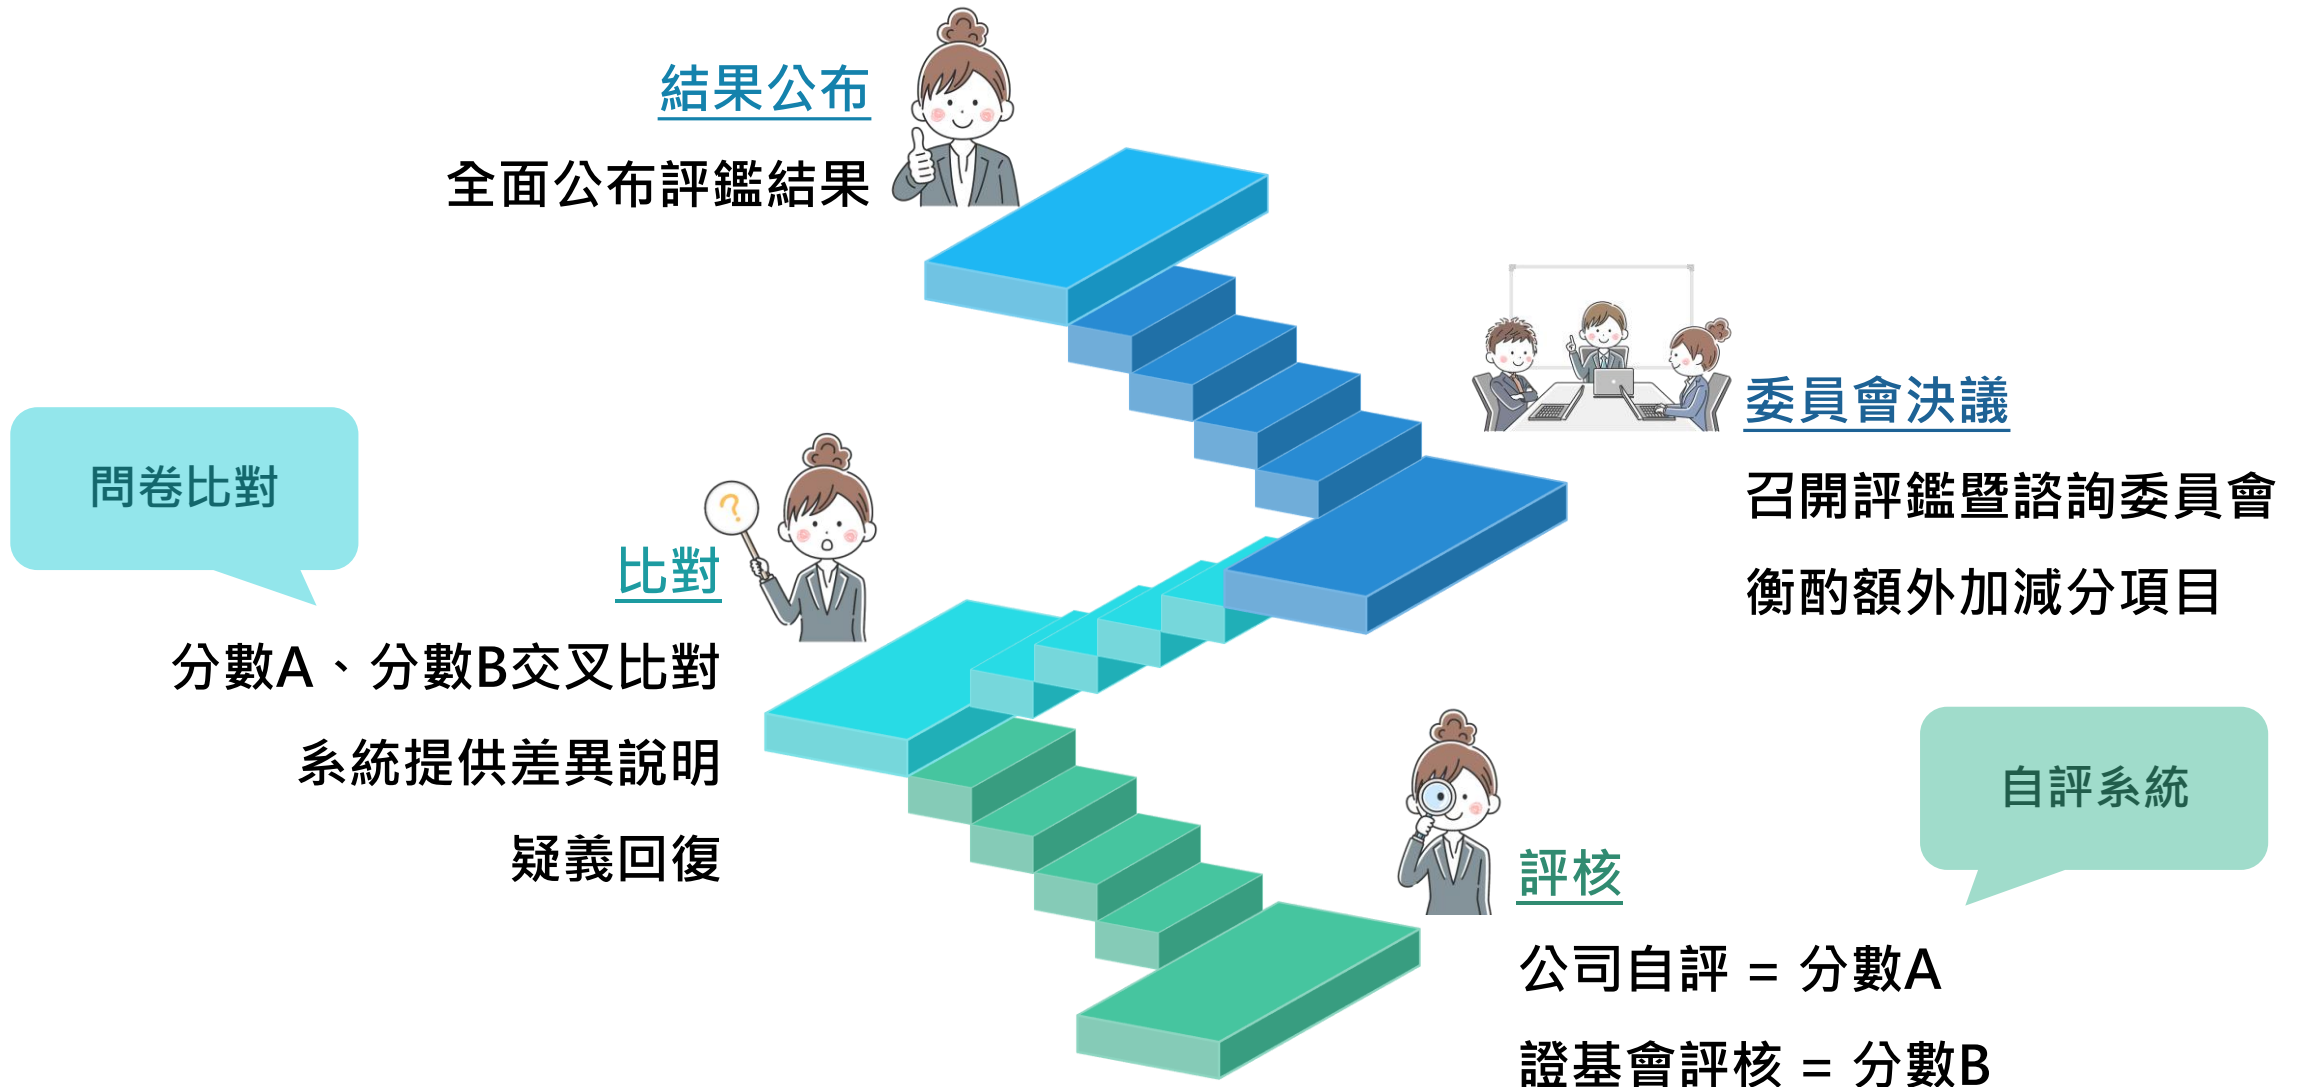 結果公布
全面公布評鑑結果
委員會決議
召開評鑑暨諮詢委員會
衡酌額外加減分項目
問卷比對
?
比對
分數A、分數B交叉比對
系統提供差異說明
疑義回復
自評系統
評核
公司自評 = 分數A
證基會評核 = 分數B